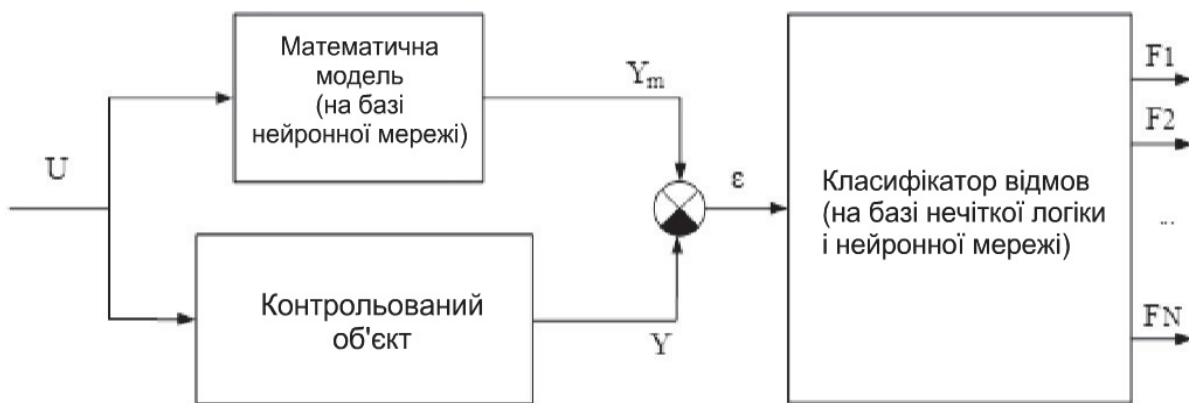 Математична
модель
(на базі
нейронної мережі)
Y_m
U
ε
Контрольований
об'єкт
Y
Класифікатор відмов
(на базі нечіткої логіки
і нейронної мережі)
F1
F2
...
FN